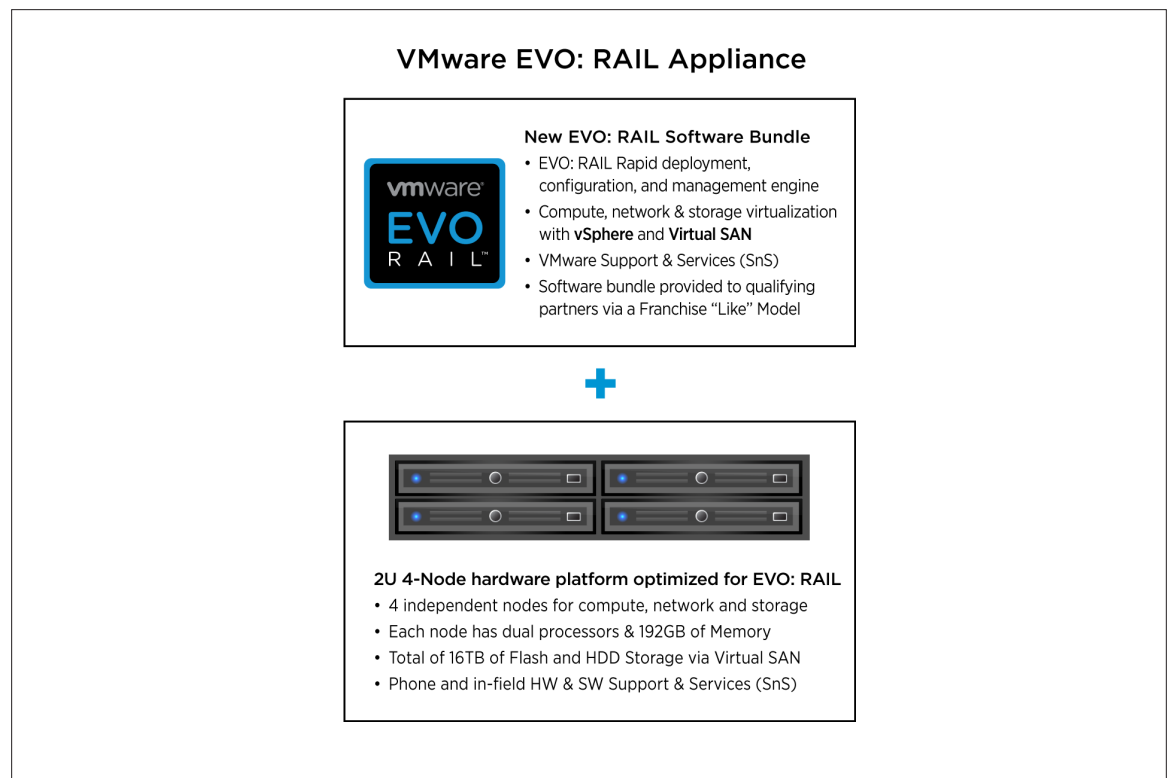 VMware EVO: RAIL Appliance
vmware®
EVO
RAIL™
New EVO: RAIL Software Bundle
• EVO: RAIL Rapid deployment,
configuration, and management engine
• Compute, network & storage virtualization
with vSphere and Virtual SAN
• VMware Support & Services (SnS)
• Software bundle provided to qualifying
partners via a Franchise “Like” Model
+
2U 4-Node hardware platform optimized for EVO: RAIL
• 4 independent nodes for compute, network and storage
• Each node has dual processors & 192GB of Memory
• Total of 16TB of Flash and HDD Storage via Virtual SAN
• Phone and in-field HW & SW Support & Services (SnS)